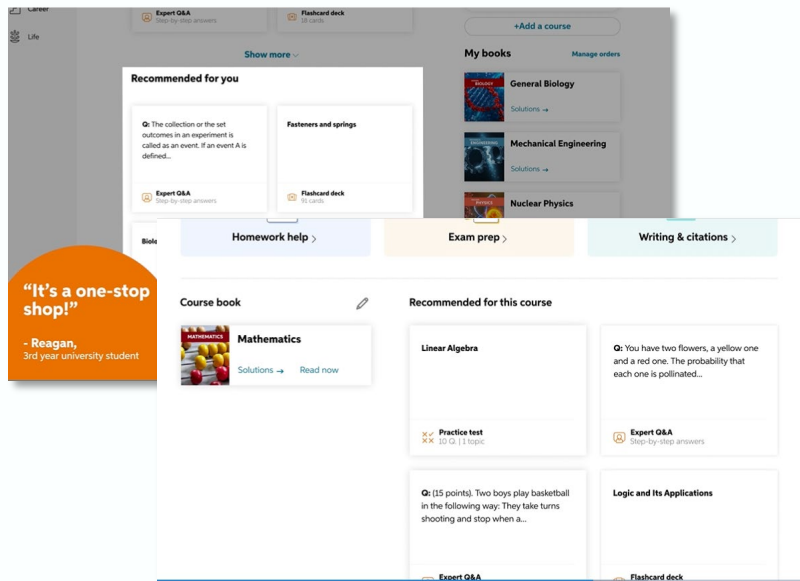 Career
Life
Expert Q&A
Step-by-step answers
Flashcard deck
18 cards
Show more
Recommended for you
Q: The collection or the set
outcomes in an experiment is
called as an event. If an event A is
defined...
Expert Q&A
Step-by-step answers
Fasteners and springs
Flashcard deck
91 cards
Biolo
+Add a course
My books
Manage orders
BIOLOGY
General Biology
Solutions →
ENGINEERING
Mechanical Engineering
Solutions →
PHYSICS
Nuclear Physics
“It’s a one-stop
shop!”
- Reagan,
3rd year university student
Homework help >
Exam prep >
Writing & citations >
Course book
MATHEMATICS
Mathematics
Solutions →
Read now
Recommended for this course
Linear Algebra
Practice test
10 Q. | 1 topic
Q: You have two flowers, a yellow one
and a red one. The probability that
each one is pollinated...
Expert Q&A
Step-by-step answers
Q: (15 points). Two boys play basketball
in the following way: They take turns
shooting and stop when a...
Expert Q&A
Logic and Its Applications
Flashcard deck